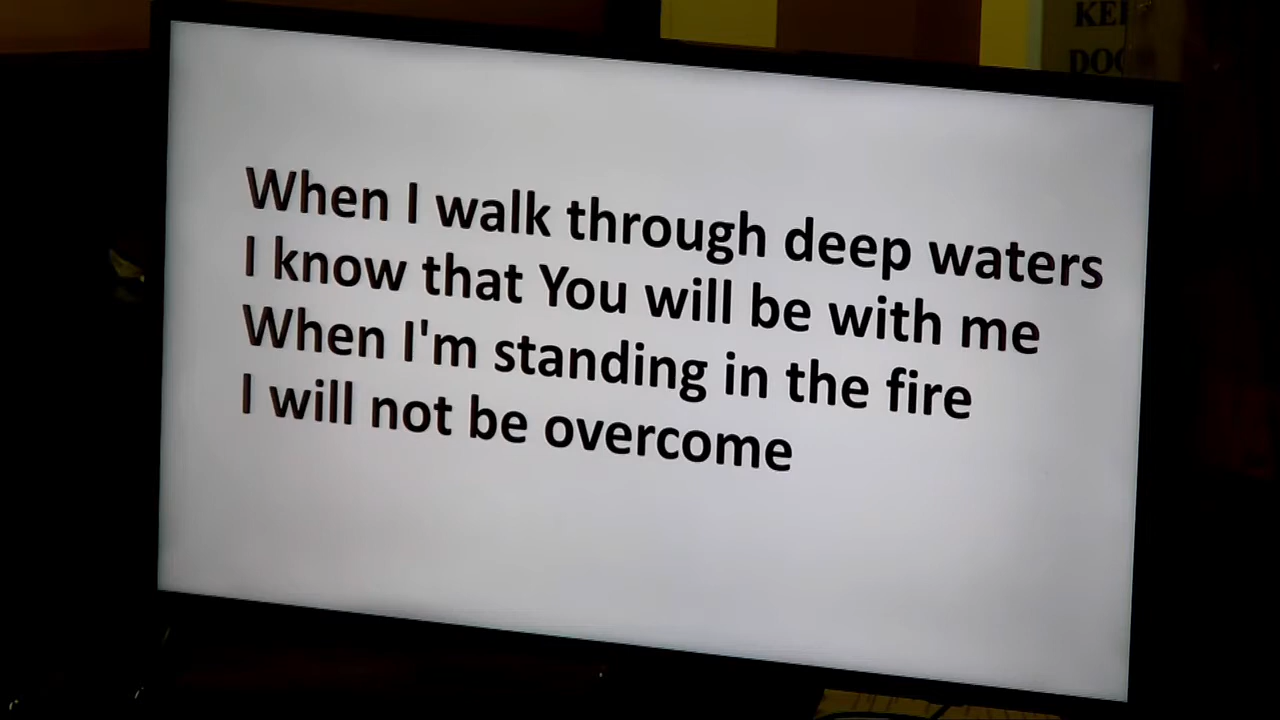 When I walk through deep waters
I know that You will be with me
When I'm standing in the fire
I will not be overcome